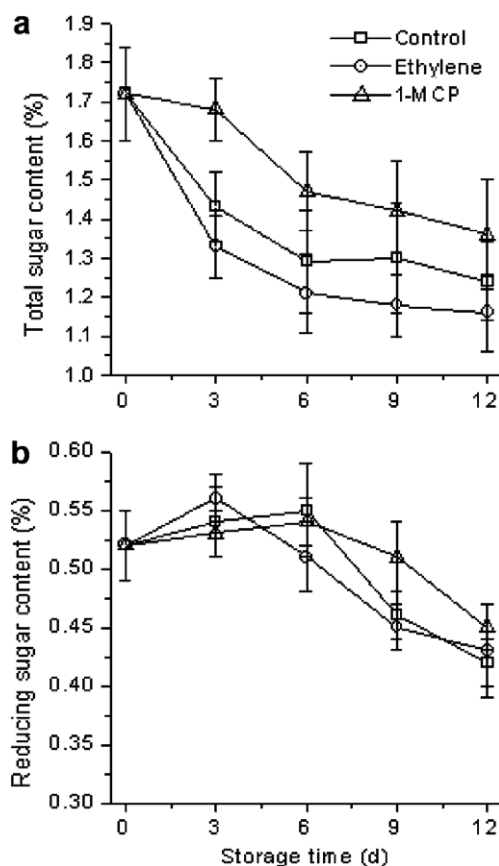 a
Control
Ethylene
1-MCP
Total sugar content (%)
1.9
1.8
1.7
1.6
1.5
1.4
1.3
1.2
1.1
1.0
0 3 6 9 12
b
Reducing sugar content (%)
0.60
0.55
0.50
0.45
0.40
0.35
0.30
0 3 6 9 12
Storage time (d)